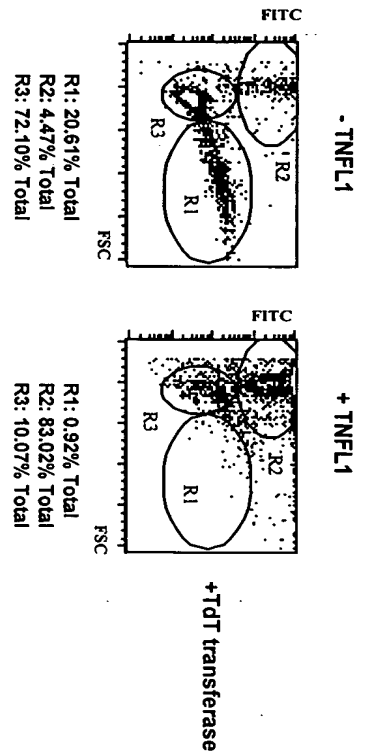 - TNFL1
FITC
R2
R3
R1
FSC
R1: 20.61% Total
R2: 4.47% Total
R3: 72.10% Total
+ TNFL1
FITC
R2
R3
R1
FSC
R1: 0.92% Total
R2: 83.02% Total
R3: 10.07% Total
+TdT transferase